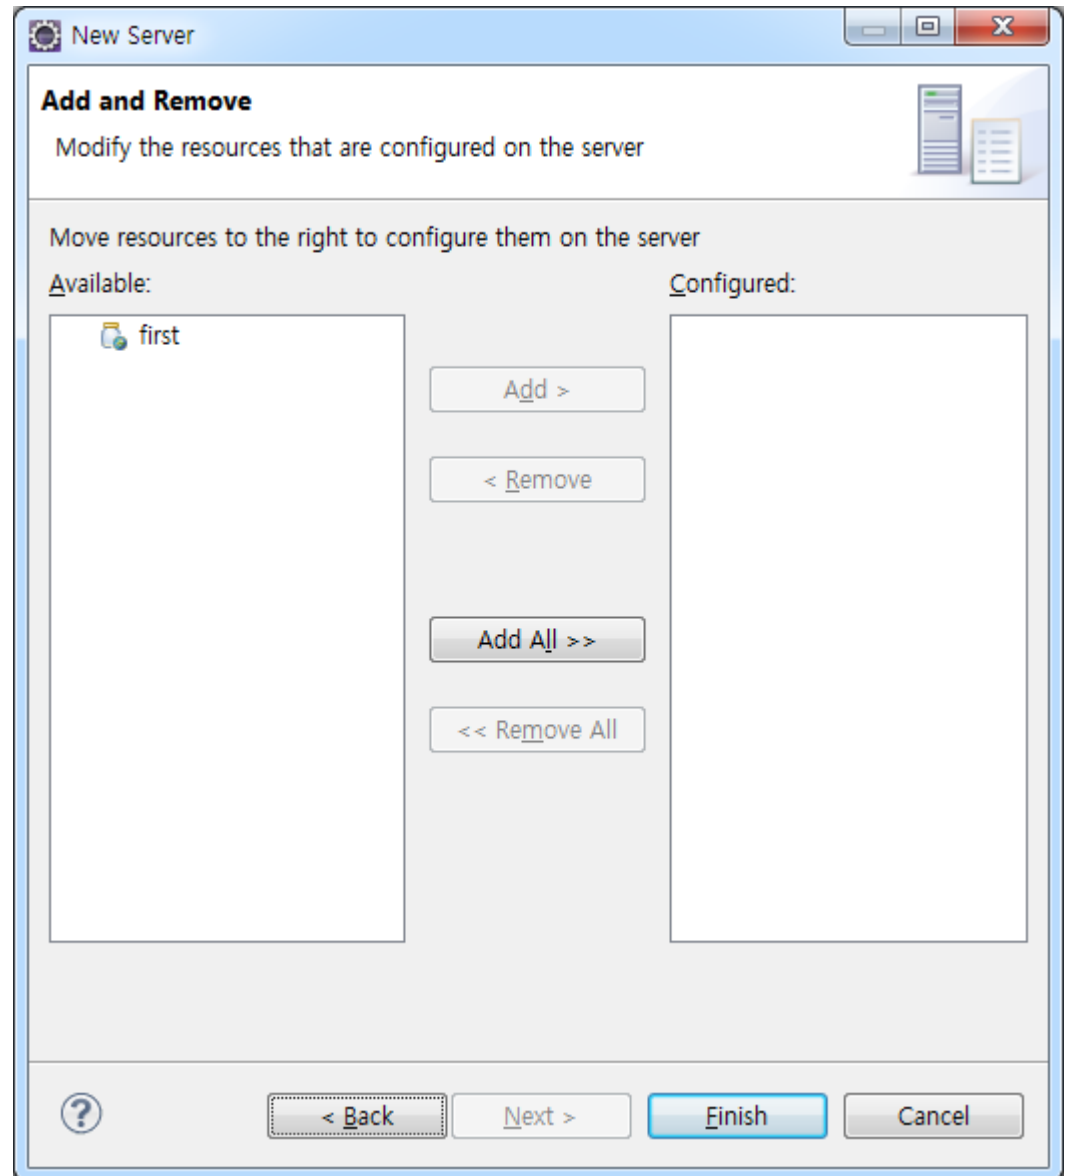 New Server
Add and Remove
Modify the resources that are configured on the server
Move resources to the right to configure them on the server
Available:
Configured:
first
Add >
< Remove
Add All >>
<< Remove All
?
< Back
Next >
Finish
Cancel